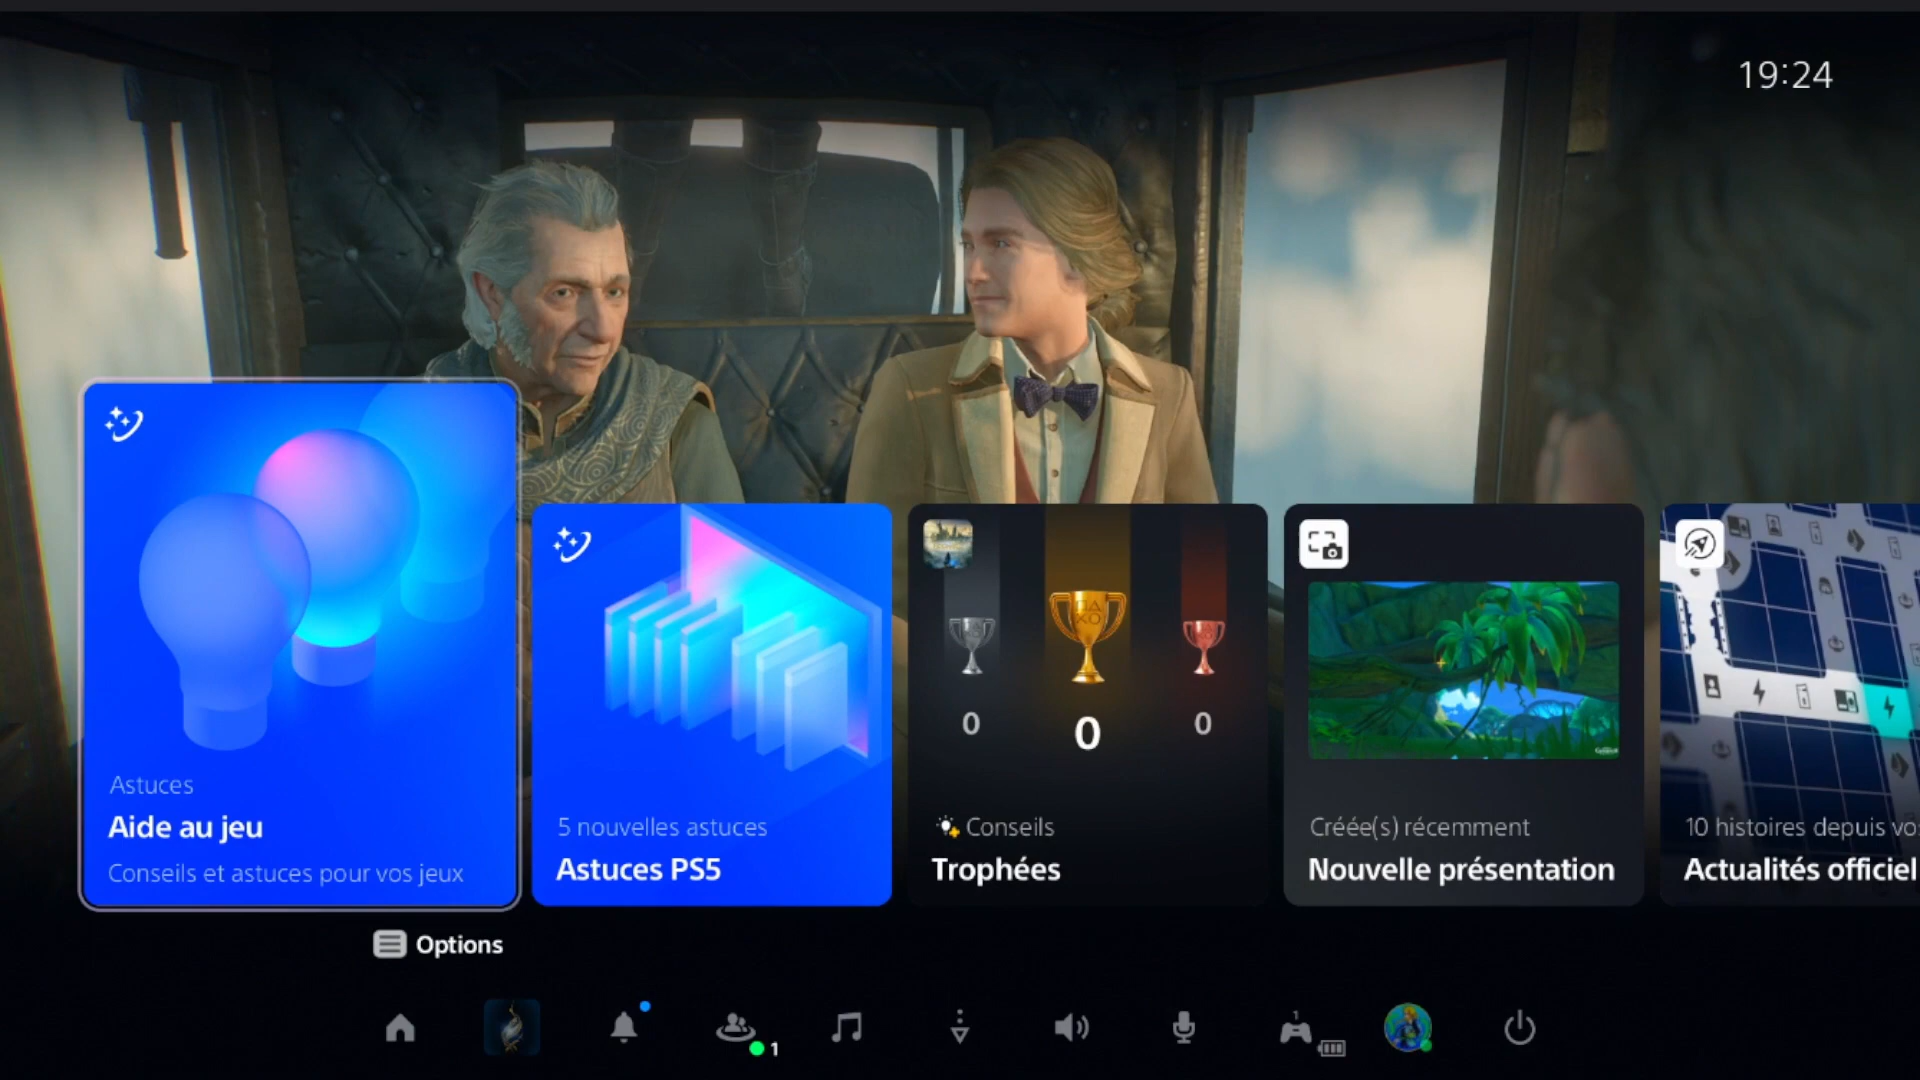 19:24
Astuces
Aide au jeu
Conseils et astuces pour vos jeux
5 nouvelles astuces
Astuces PS5
0
0
0
Conseils
Trophées
Créée(s) récemment
Nouvelle présentation
10 histoires depuis vo
Actualités officiel
Options
1
1